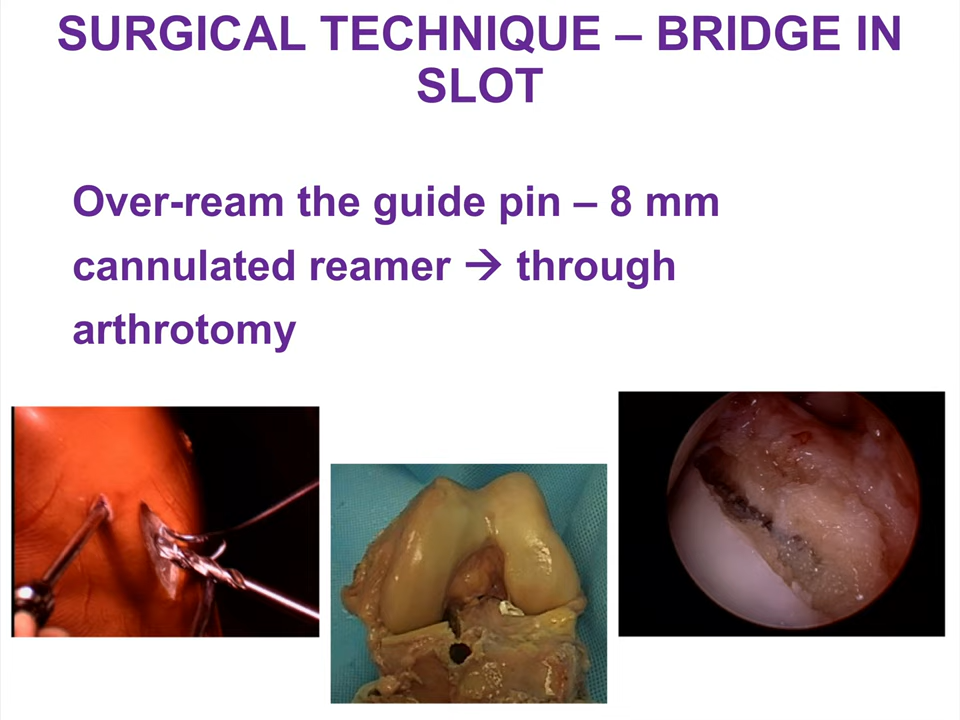 SURGICAL TECHNIQUE – BRIDGE IN
SLOT
Over-ream the guide pin – 8 mm
cannulated reamer → through
arthrotomy